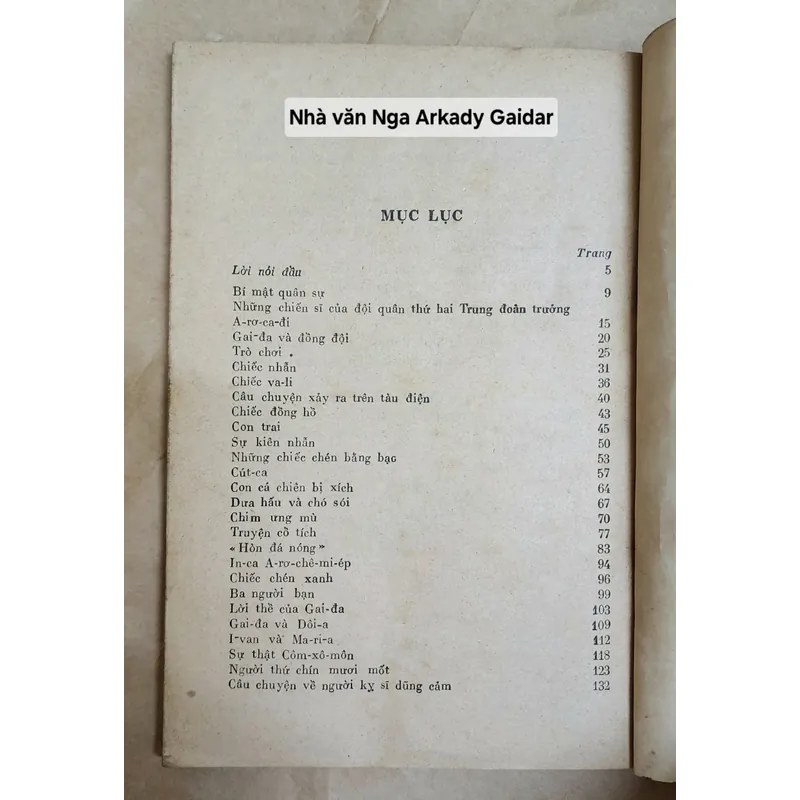 Nhà văn Nga Arkady Gaidar
MỤC LỤC
Trang
Lời nói đầu 5
Bí mật quân sự 9
Những chiến sĩ của đội quân thứ hai Trung đoàn trưởng
A-rơ-ca-đi 15
Gai-đa và đồng đội 20
Trò chơi . 25
Chiếc nhẫn 31
Chiếc va-li 36
Câu chuyện xảy ra trên tàu điện 40
Chiếc đồng hồ 43
Con trai 45
Sự kiên nhẫn 50
Những chiếc chén bằng bạc 53
Cút-ca 57
Con cá chiên bị xích 64
Dưa hấu và chó sói 67
Chim ưng mù 70
Truyện cổ tích 77
«Hòn đá nóng» 83
In-ca A-rơ-chê-mi-ép 94
Chiếc chén xanh 96
Ba người bạn 99
Lời thề của Gai-đa 103
Gai-đa và Dôi-a 109
I-van và Ma-ri-a 112
Sự thật Côm-xô-môn 118
Người thứ chín mươi mốt 123
Câu chuyện về người kỵ sĩ dũng cảm 132